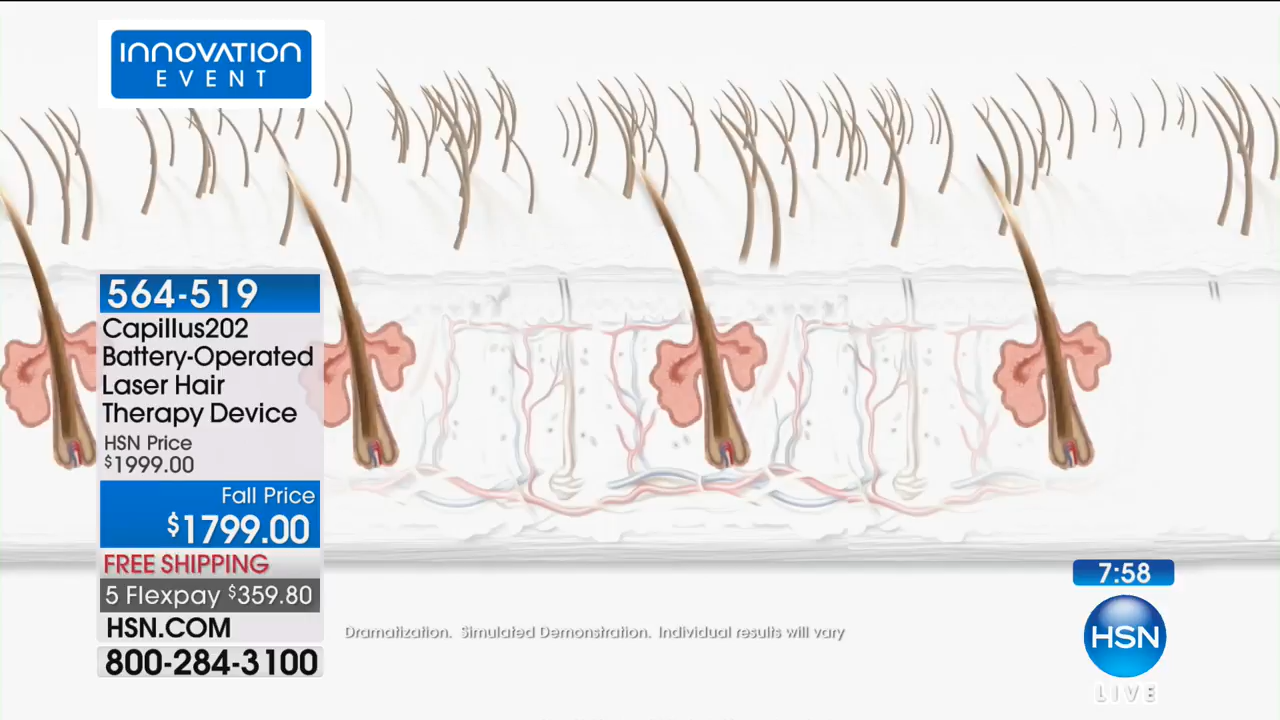 INNOVATION
EVENT
564-519
Capillus202
Battery-Operated
Laser Hair
Therapy Device
HSN Price
$1999.00
Fall Price
$1799.00
FREE SHIPPING
5 Flexpay $359.80
HSN.COM
800-284-3100
Dramatization. Simulated Demonstration. Individual results will vary
7:58
HSN
LIVE